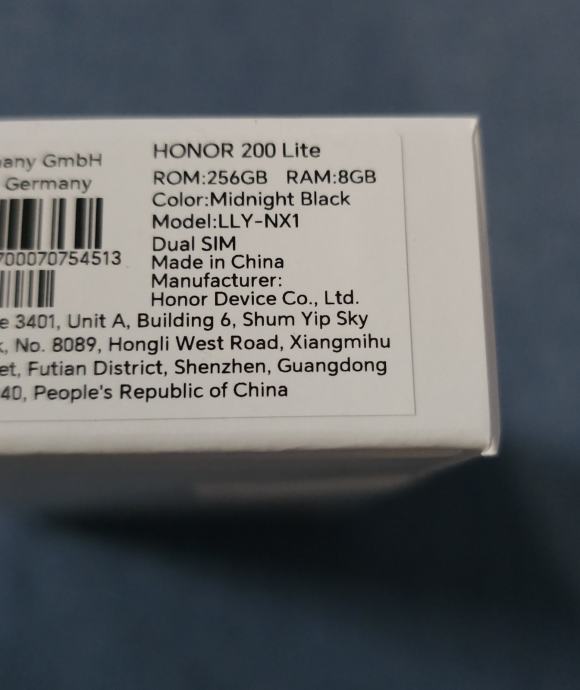 HONOR 200 Lite
any GmbH
ROM:256GB RAM:8GB
Germany
Color:Midnight Black
Model:LLY-NX1
Dual SIM
700070754513
Made in China
Manufacturer:
Honor Device Co., Ltd.
e 3401, Unit A, Building 6, Shum Yip Sky
k, No. 8089, Hongli West Road, Xiangmihu
et, Futian District, Shenzhen, Guangdong
40, People's Republic of China